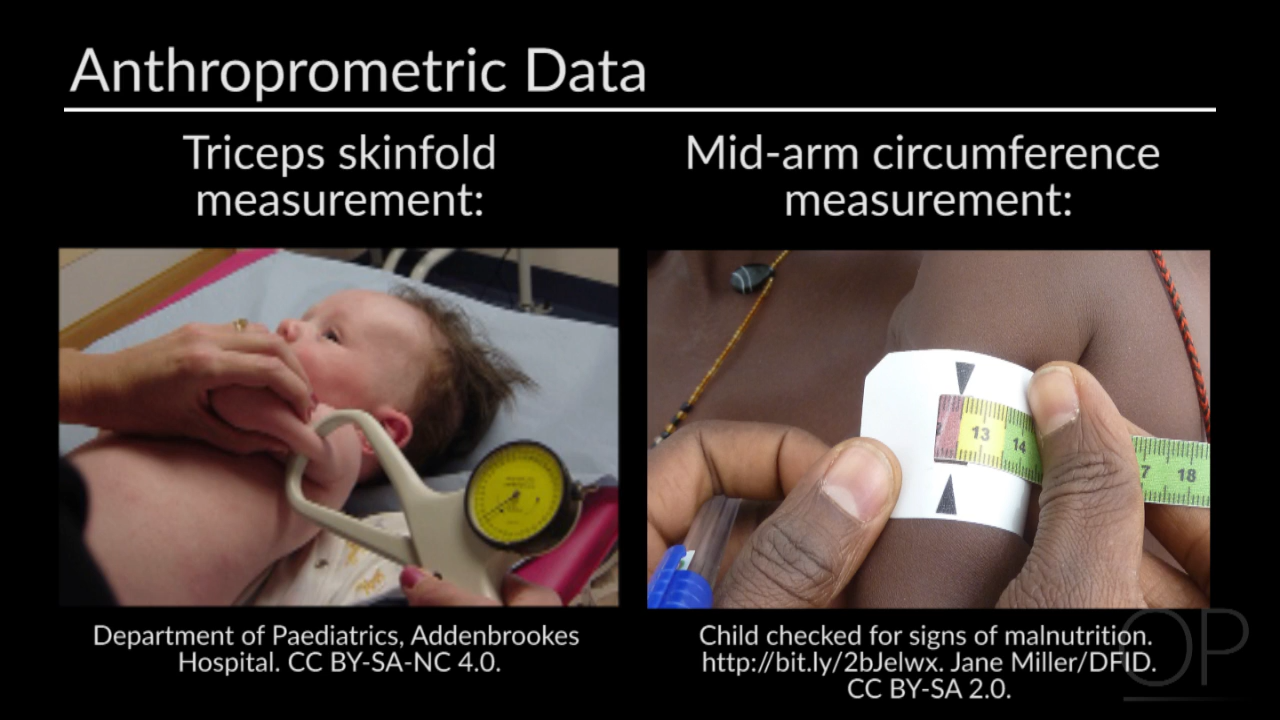 Anthroprometric Data
Triceps skinfold
measurement:
Mid-arm circumference
measurement:
13
14
7
18
Department of Paediatrics, Addenbrookes
Hospital. CC BY-SA-NC 4.0.
Child checked for signs of malnutrition.
http://bit.ly/2bJelwx. Jane Miller/DFID.
CC BY-SA 2.0.
OP